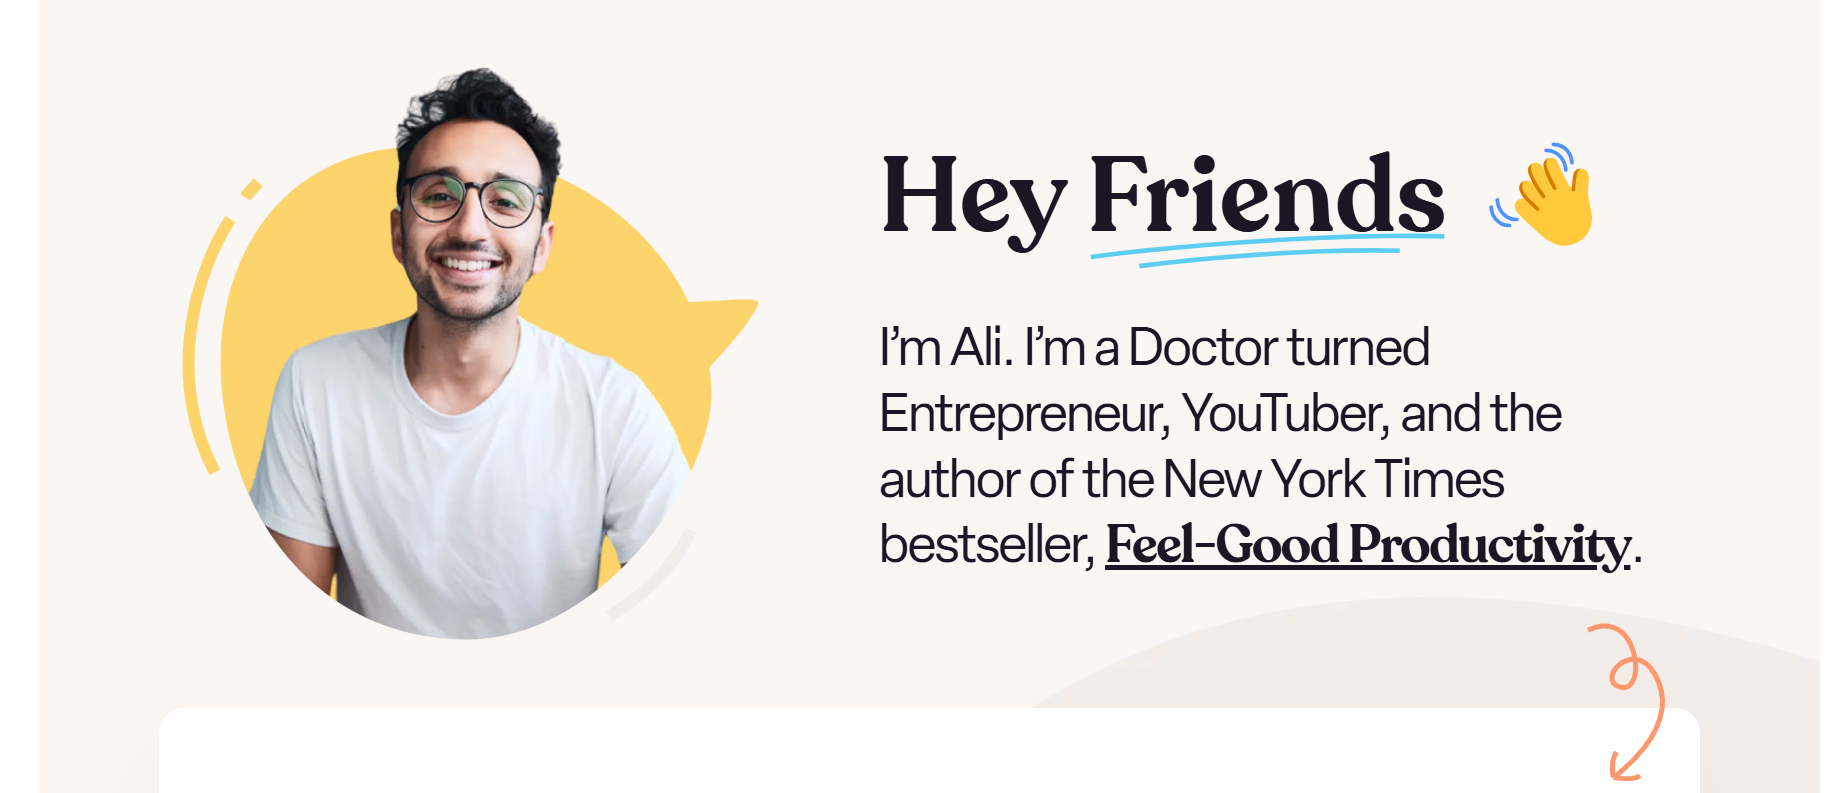 Hey Friends 👋
I’m Ali. I’m a Doctor turned
Entrepreneur, YouTuber, and the
author of the New York Times
bestseller, Feel-Good Productivity.